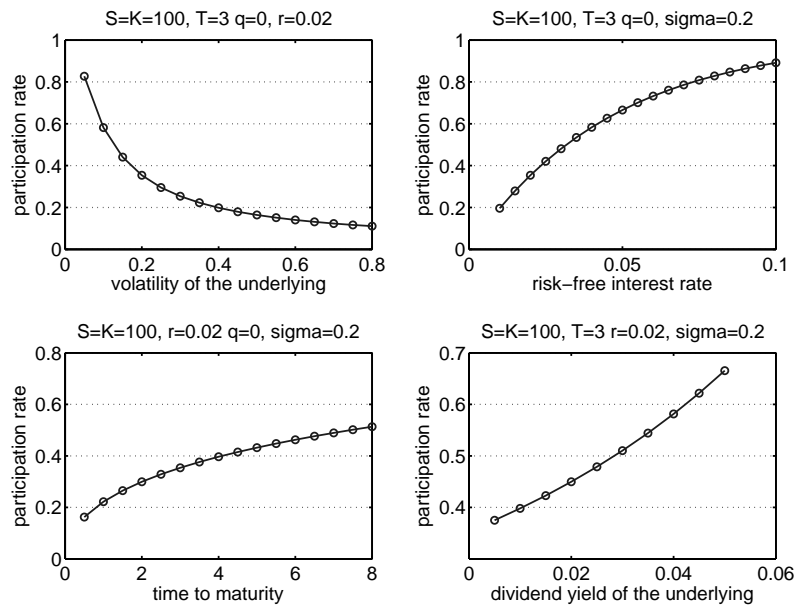 S=K=100, T=3 q=0, r=0.02
participation rate
1
0.8
0.6
0.4
0.2
0
0 0.2 0.4 0.6 0.8
volatility of the underlying
S=K=100, T=3 q=0, sigma=0.2
participation rate
1
0.8
0.6
0.4
0.2
0
0 0.05 0.1
risk−free interest rate
S=K=100, r=0.02 q=0, sigma=0.2
participation rate
0.8
0.6
0.4
0.2
0
0 2 4 6 8
time to maturity
S=K=100, T=3 r=0.02, sigma=0.2
participation rate
0.7
0.6
0.5
0.4
0 0.02 0.04 0.06
dividend yield of the underlying